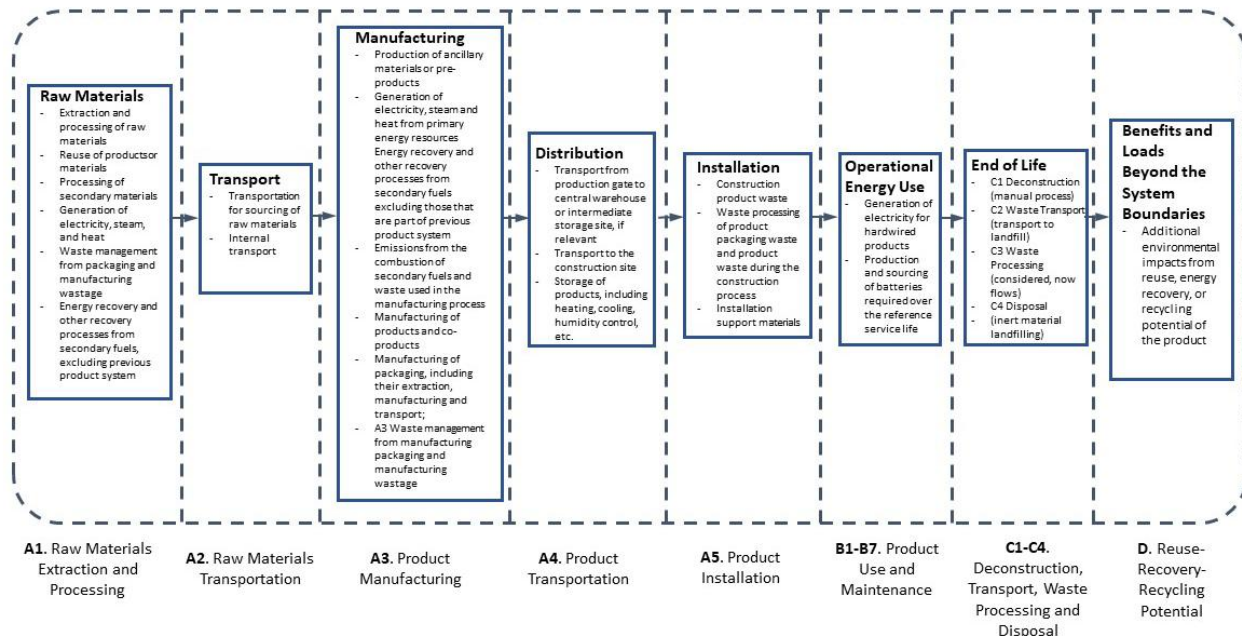 Raw Materials
- Extraction and
processing of raw
materials
- Reuse of productsor
materials
- Processing of
secondary materials
- Generation of
electricity, steam,
and heat
- Waste management
from packaging and
manufacturing
wastage
- Energy recovery and
other recovery
processes from
secondary fuels,
excluding previous
product system
Transport
- Transportation
for sourcing of
raw materials
- Internal
transport
Manufacturing
- Production of ancillary
materials or pre-
products
- Generation of
electricity, steam and
heat from primary
energy resources
Energy recovery and
other recovery
processes from
secondary fuels
excluding those that
are part of previous
product system
- Emissions from the
combustion of
secondary fuels and
waste used in the
manufacturing process
- Manufacturing of
products and co-
products
- Manufacturing of
packaging, including
their extraction,
manufacturing and
transport;
- A3 Waste management
from manufacturing
packaging and
manufacturing
wastage
Distribution
- Transport from
production gate to
central warehouse
or intermediate
storage site, if
relevant
- Transport to the
construction site
- Storage of
products, including
heating, cooling,
humidity control,
etc.
Installation
- Construction
product waste
- Waste processing
of product
packaging waste
and product
waste during the
construction
process
- Installation
support materials
Operational
Energy Use
- Generation of
electricity for
hardwired
products
- Production
and sourcing
of batteries
required over
the reference
service life
End of Life
- C1 Deconstruction
(manual process)
- C2 Waste Transport
(transport to
landfill)
- C3 Waste
Processing
(considered, now
flows)
- C4 Disposal
- (inert material
landfilling)
Benefits and
Loads
Beyond the
System
Boundaries
- Additional
environmental
impacts from
reuse, energy
recovery, or
recycling
potential of
the product
A1. Raw Materials
Extraction and
Processing
A2. Raw Materials
Transportation
A3. Product
Manufacturing
A4. Product
Transportation
A5. Product
Installation
B1-B7. Product
Use and
Maintenance
C1-C4.
Deconstruction,
Transport, Waste
Processing and
Disposal
D. Reuse-
Recovery-
Recycling
Potential